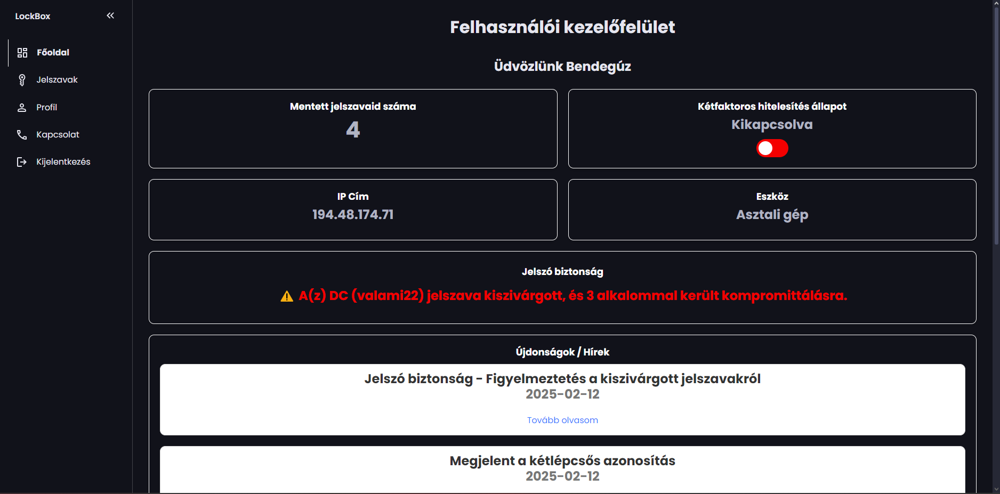 LockBox
Főoldal
Jelszavak
Profil
Kapcsolat
Kijelentkezés
Felhasználói kezelőfelület
Üdvözlünk Bendegúz
Mentett jelszavaid száma
4
Kétfaktoros hitelesítés állapot
Kikapcsolva
IP Cím
194.48.174.71
Eszköz
Asztali gép
Jelszó biztonság
A(z) DC (valami22) jelszava kiszivárgott, és 3 alkalommal került kompromittálásra.
Újdonságok / Hírek
Jelszó biztonság - Figyelmeztetés a kiszivárgott jelszavakról
2025-02-12
Tovább olvasom
Megjelent a kétlépcsős azonosítás
2025-02-12